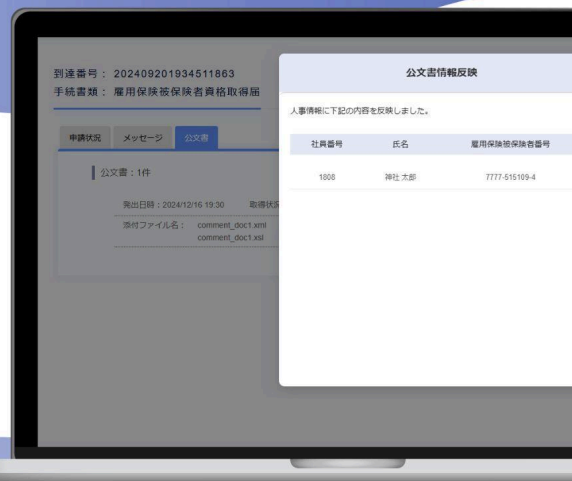 到達番号： 202409201934511863
手続書類： 雇用保険被保険者資格取得届
申請状況 メッセージ 公文書
公文書：1件
発出日時：2024/12/16 19:30 取得状況
添付ファイル名： comment_doc1.xml
comment_doc1.xsl
公文書情報反映
人事情報に下記の内容を反映しました。
社員番号 氏名 雇用保険被保険者番号
1808 神社 太郎 7777-515109-4